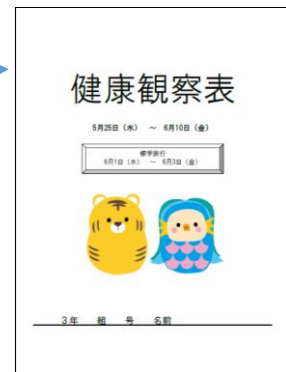 健康観察表
5月25日（水） ～ 6月10日（金）
修学旅行
6月1日（水） ～ 6月3日（金）
3年 組 号 名前